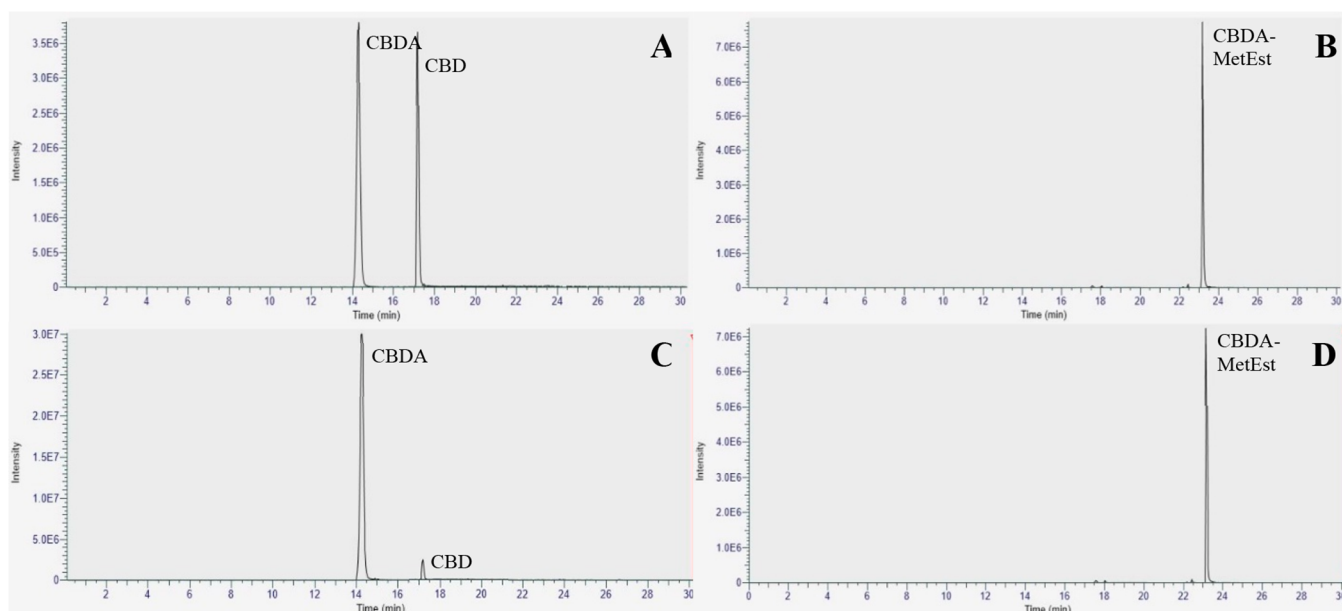 A
3.5E6
3.0E6
2.5E6
2.0E6
1.5E6
1.0E6
5.0E5
0
Intensity
CBDA
CBD
2 4 6 8 10 12 14 16 18 20 22 24 26 28 30
Time (min)
B
7.0E6
6.0E6
5.0E6
4.0E6
3.0E6
2.0E6
1.0E6
0
Intensity
CBDA-
MetEst
2 4 6 8 10 12 14 16 18 20 22 24 26 28 30
Time (min)
C
3.0E7
2.5E7
2.0E7
1.5E7
1.0E7
5.0E6
0
Intensity
CBDA
CBD
2 4 6 8 10 12 14 16 18 20 22 24 26 28 30
Time (min)
D
7.0E6
6.0E6
5.0E6
4.0E6
3.0E6
2.0E6
1.0E6
0
Intensity
CBDA-
MetEst
0 2 4 6 8 10 12 14 16 18 20 22 24 26 28
Time (min)